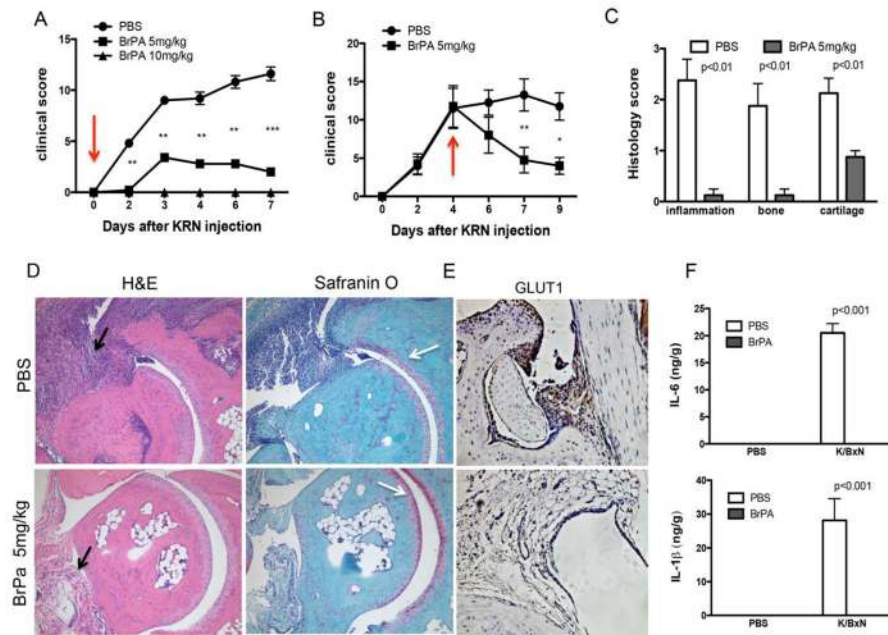 A
PBS
BrPA 5mg/kg
BrPA 10mg/kg
clinical score
15
10
5
0
**
**
**
**
***
0 2 3 4 6 7
Days after KRN injection
B
PBS
BrPA 5mg/kg
clinical score
20
15
10
5
0
**
*
0 2 4 6 7 9
Days after KRN injection
C
PBS
BrPA 5mg/kg
Histology score
3
2
1
0
p<0.01
p<0.01
p<0.01
inflammation bone cartilage
D
H&E
Safranin O
PBS
BrPa 5mg/kg
E
GLUT1
F
PBS
BrPA
p<0.001
IL-6 (ng/g)
25
20
15
10
5
0
PBS K/BxN
PBS
BrPA
p<0.001
IL-1β (ng/g)
40
30
20
10
0
PBS K/BxN